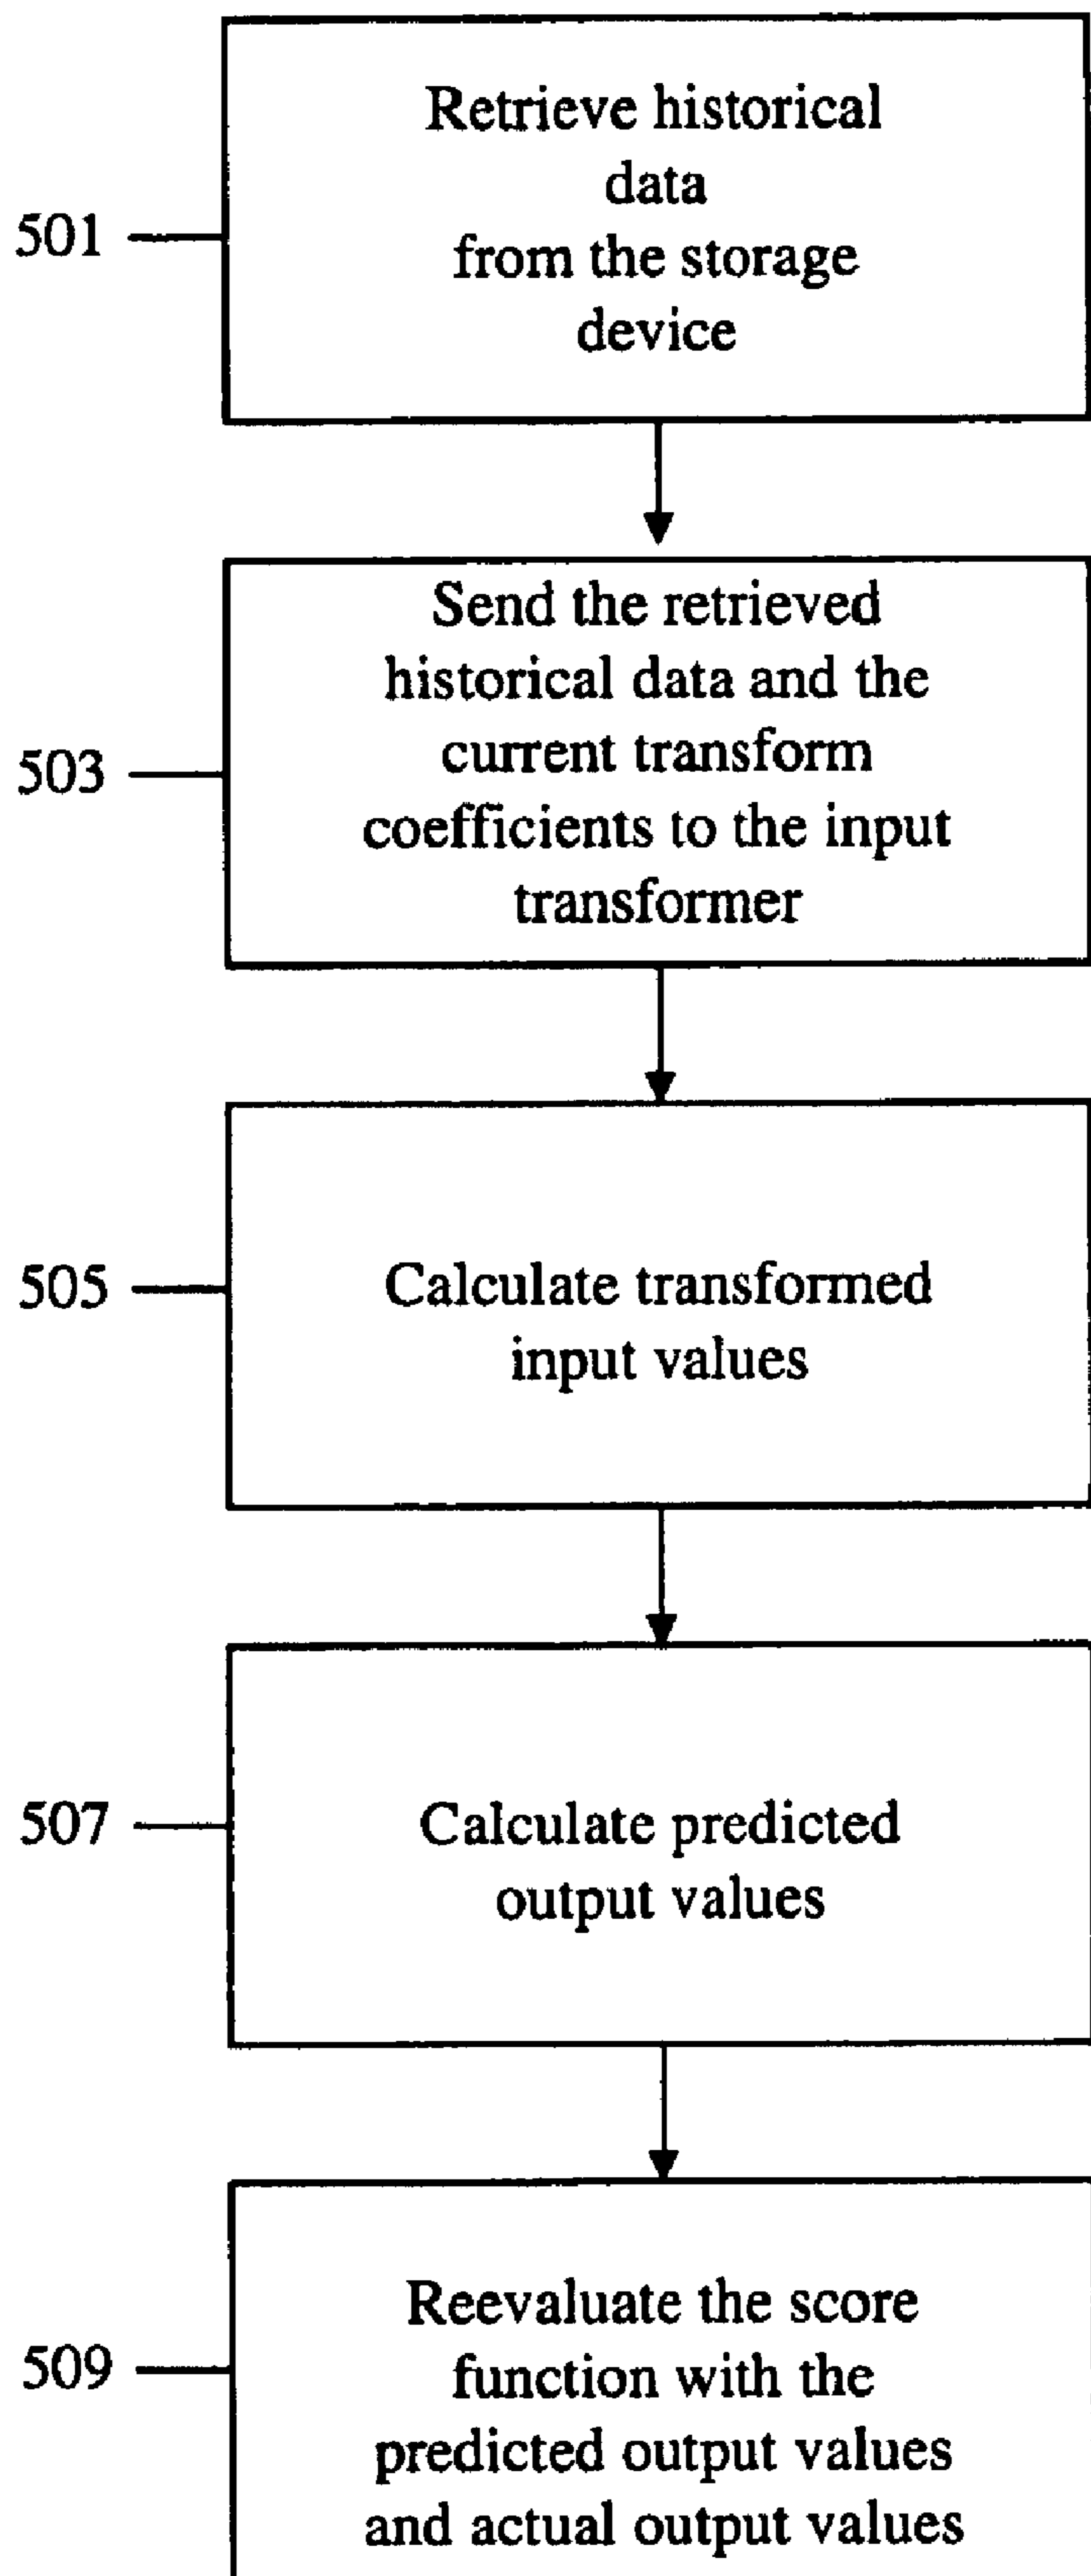 Retrieve historical
data
from the storage
device
501
Send the retrieved
historical data and the
current transform
coefficients to the input
transformer
503
Calculate transformed
input values
505
Calculate predicted
output values
507
Reevaluate the score
function with the
predicted output values
and actual output values
509